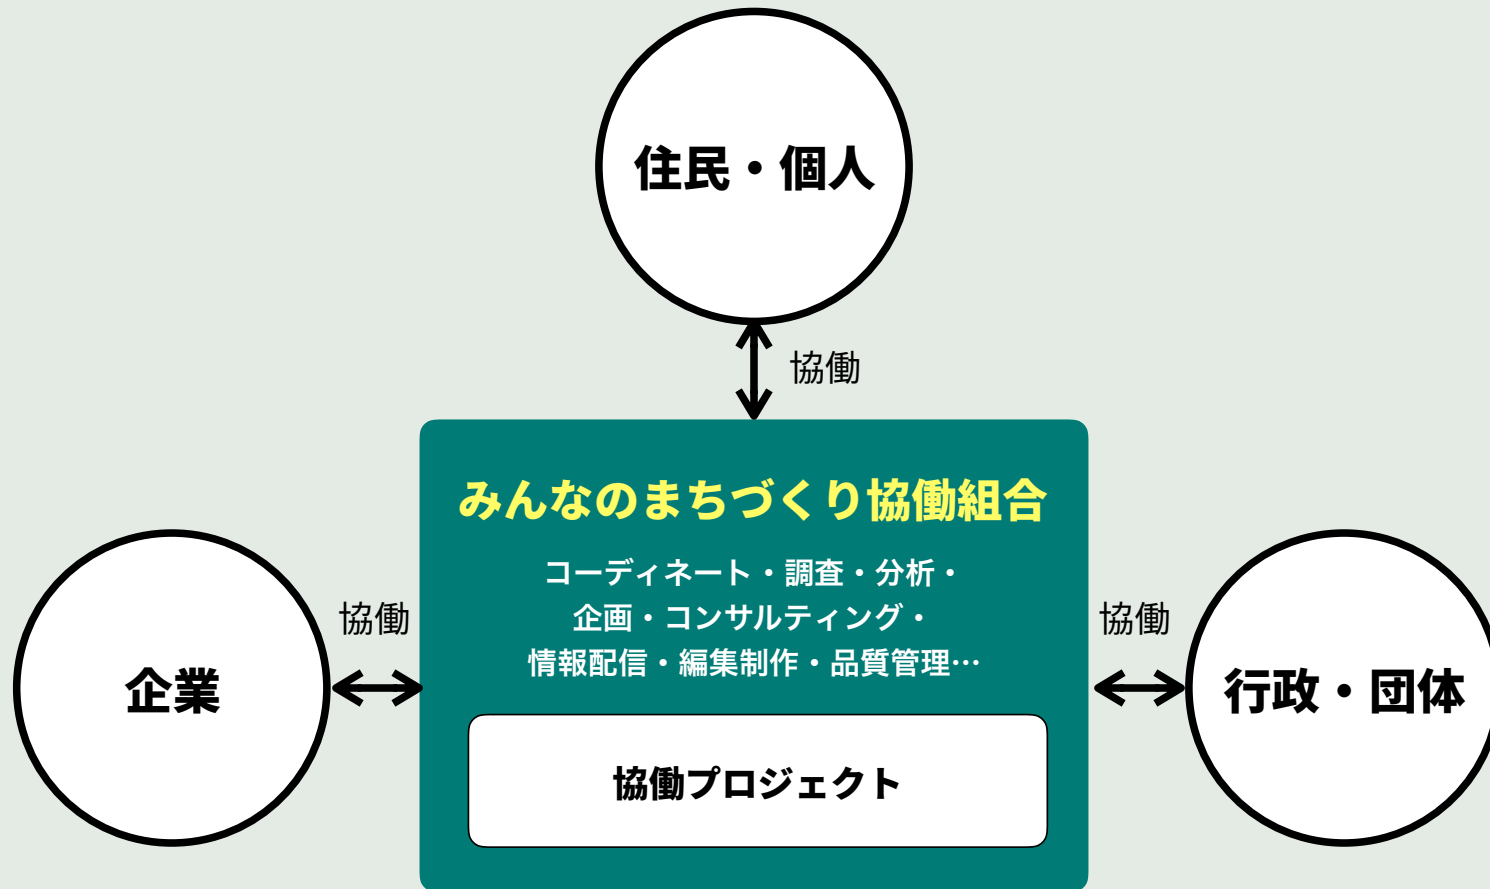 住民・個人
協働
みんなのまちづくり協働組合
コーディネート・調査・分析・
企画・コンサルティング・
情報配信・編集制作・品質管理…
協働
企業
協働
行政・団体
協働プロジェクト